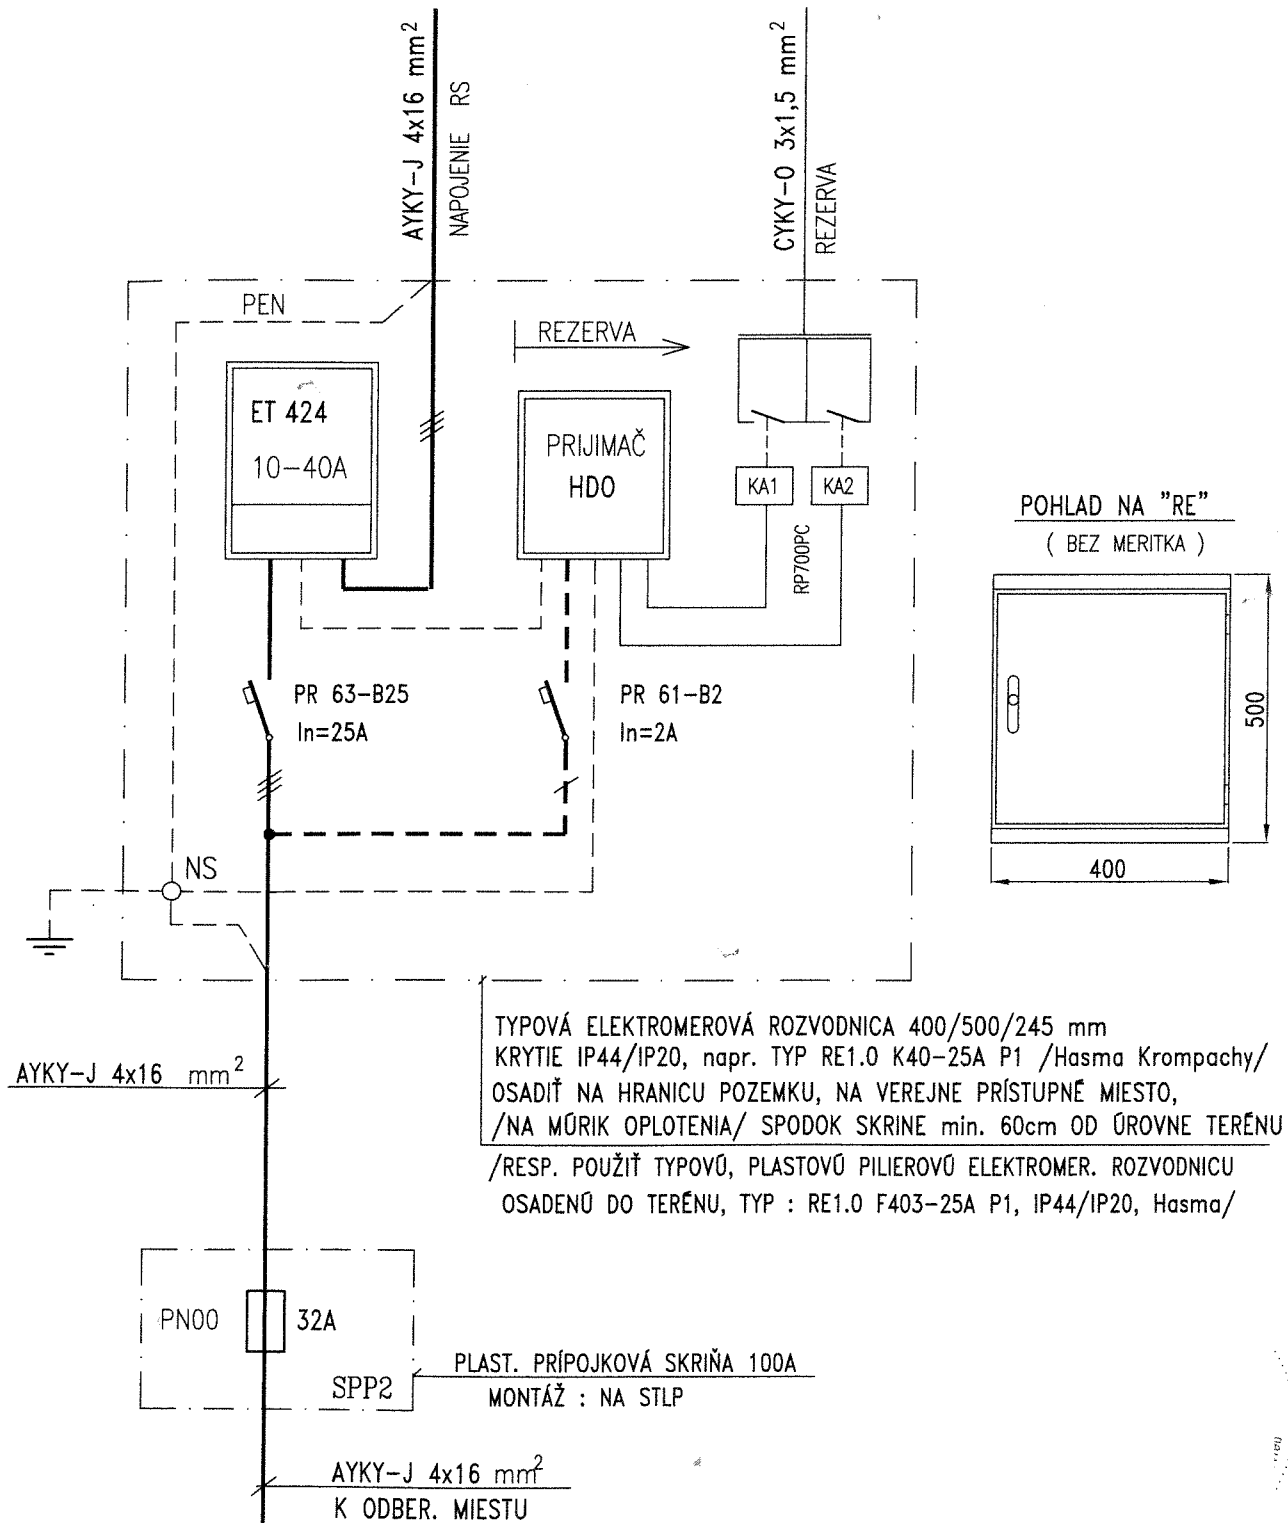 AYKY-J 4x16 mm²
NAPOJENIE RS
CYKY-O 3x1,5 mm²
REZERVA
PEN
REZERVA
ET 424
10-40A
PRIJIMAČ
HDO
KA1
KA2
RP700PC
POHLAD NA "RE"
( BEZ MERITKA )
500
400
PR 63-B25
In=25A
PR 61-B2
In=2A
NS
TYPOVÁ ELEKTROMEROVÁ ROZVODNICA 400/500/245 mm
KRYTIE IP44/IP20, napr. TYP RE1.0 K40-25A P1 /Hasma Krompachy/
OSADIŤ NA HRANICU POZEMKU, NA VEREJNE PRÍSTUPNÉ MIESTO,
/NA MÚRIK OPLOTENIA/ SPODOK SKRINE min. 60cm OD ÚROVNE TERÉNU
/RESP. POUŽIŤ TYPOVÚ, PLASTOVÚ PILIEROVÚ ELEKTROMER. ROZVODNICU
OSADENÚ DO TERÉNU, TYP : RE1.0 F403-25A P1, IP44/IP20, Hasma/
AYKY-J 4x16 mm²
PN00
32A
SPP2
PLAST. PRÍPOJKOVÁ SKRIŇA 100A
MONTÁŽ : NA STLP
AYKY-J 4x16 mm²
K ODBER. MIESTU